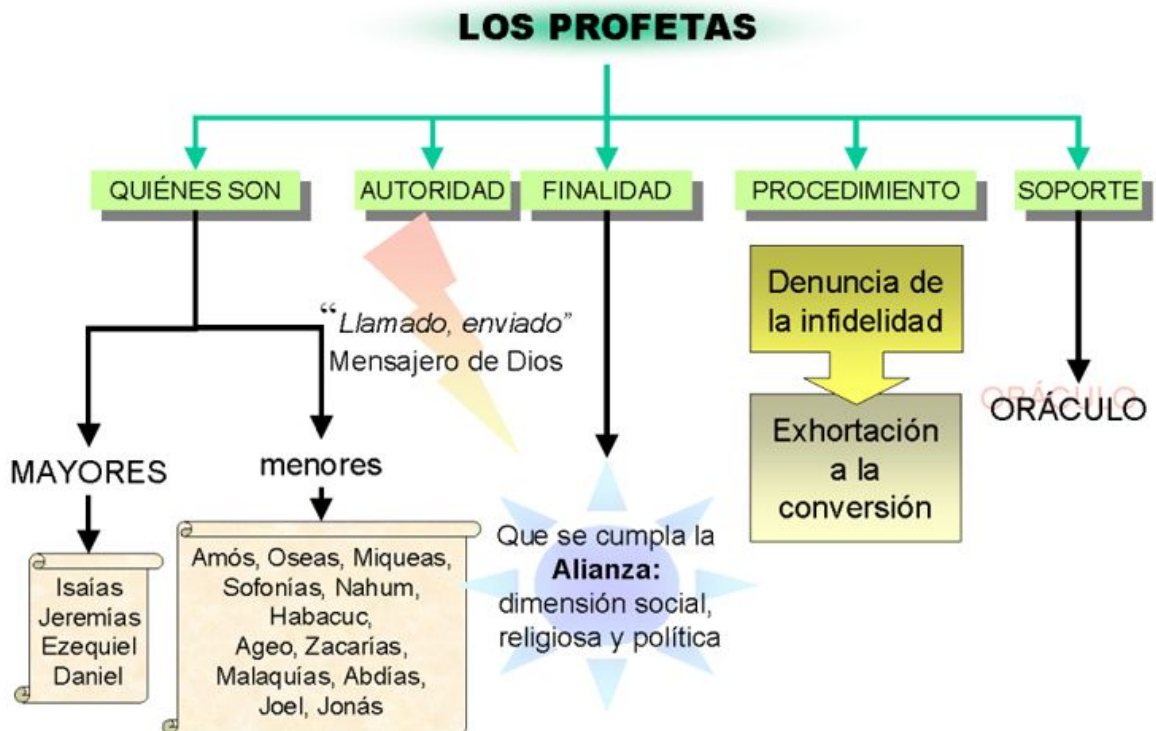 LOS PROFETAS
QUIÉNES SON
AUTORIDAD
FINALIDAD
PROCEDIMIENTO
SOPORTE
“Llamado, enviado”
Mensajero de Dios
Denuncia de
la infidelidad
Exhortación
a la
conversión
ORÁCULO
MAYORES
menores
Isaías
Jeremías
Ezequiel
Daniel
Amós, Oseas, Miqueas,
Sofonías, Nahum,
Habacuc,
Ageo, Zacarías,
Malaquías, Abdías,
Joel, Jonás
Que se cumpla la
Alianza:
dimensión social,
religiosa y política